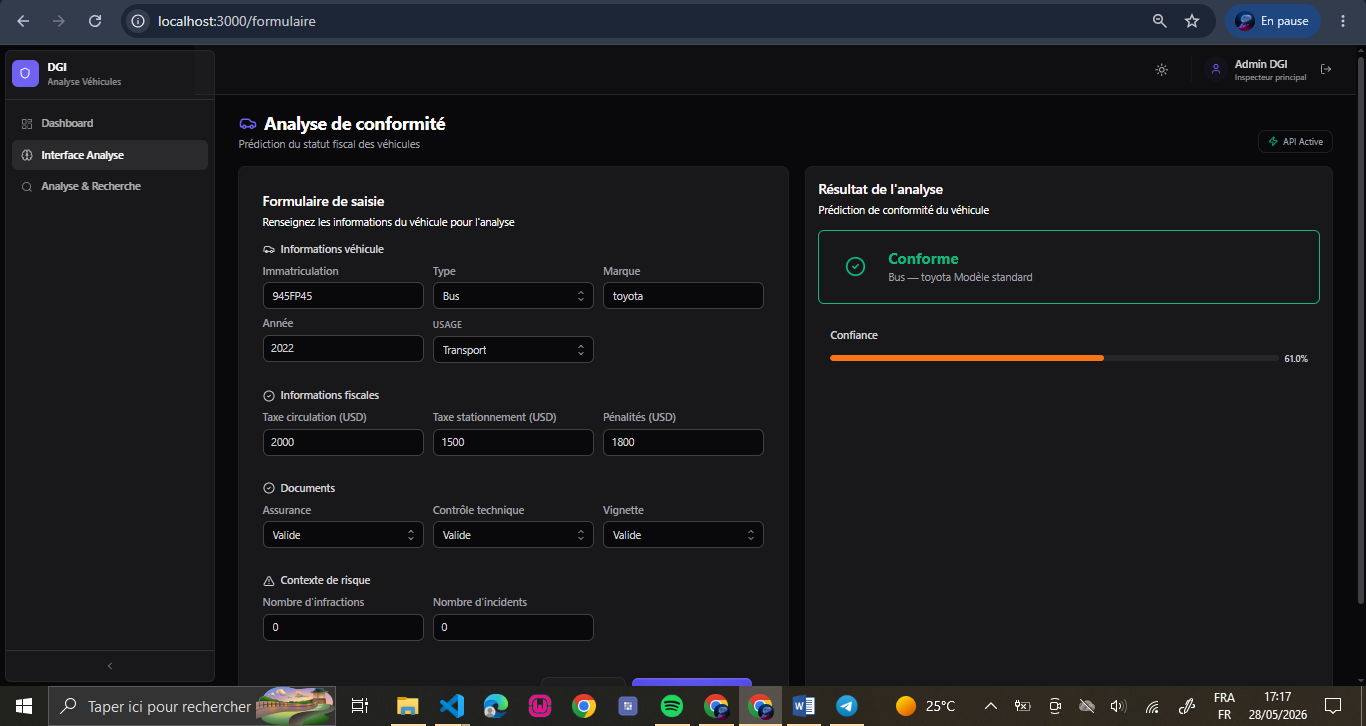 localhost:3000/formulaire
En pause
DGI
Analyse Véhicules
Admin DGI
Inspecteur principal
Dashboard
Interface Analyse
Analyse & Recherche
Analyse de conformité
Prédiction du statut fiscal des véhicules
API Active
Formulaire de saisie
Renseignez les informations du véhicule pour l'analyse
Informations véhicule
Immatriculation Type Marque
945FP45 Bus toyota
Année USAGE
2022 Transport
Informations fiscales
Taxe circulation (USD) Taxe stationnement (USD) Pénalités (USD)
2000 1500 1800
Documents
Assurance Contrôle technique Vignette
Valide Valide Valide
Contexte de risque
Nombre d'infractions Nombre d'incidents
0 0
Résultat de l'analyse
Prédiction de conformité du véhicule
Conforme
Bus — toyota Modèle standard
Confiance
61.0%
Taper ici pour rechercher
25°C
FRA
FR
17:17
28/05/2026